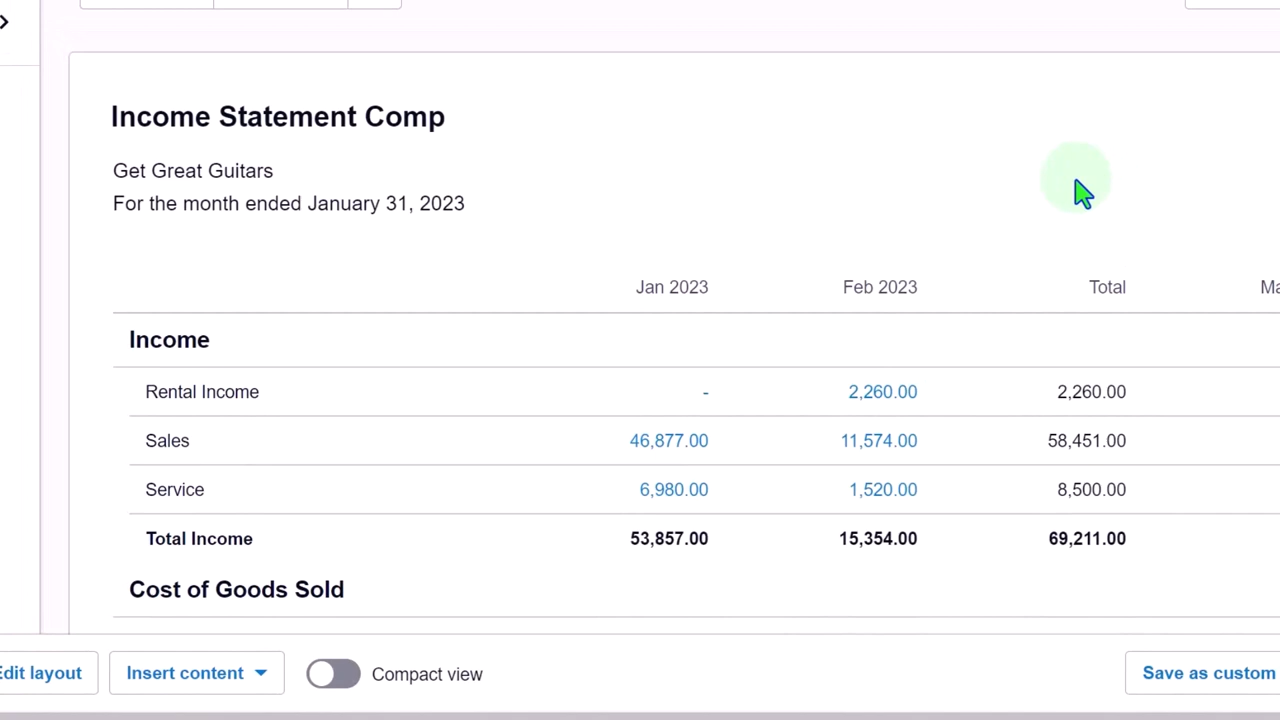 Income Statement Comp
Get Great Guitars
For the month ended January 31, 2023
Jan 2023 Feb 2023 Total
Income
Rental Income - 2,260.00 2,260.00
Sales 46,877.00 11,574.00 58,451.00
Service 6,980.00 1,520.00 8,500.00
Total Income 53,857.00 15,354.00 69,211.00
Cost of Goods Sold
Edit layout Insert content Compact view Save as custom